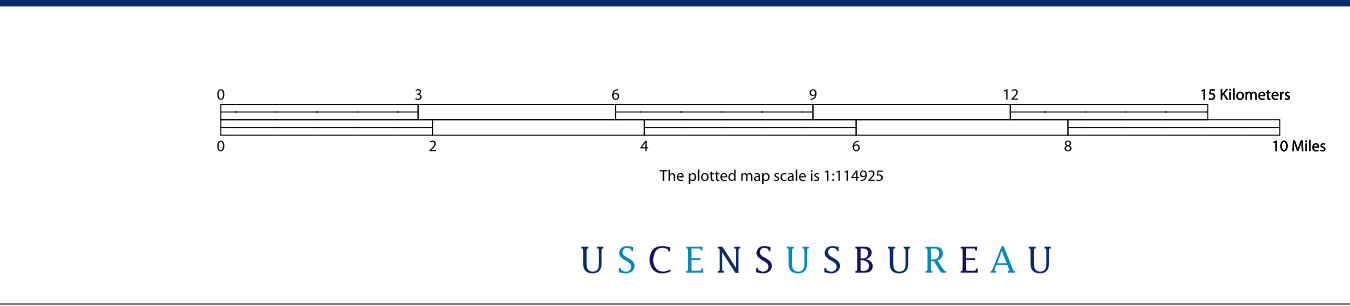 0 3 6 9 12 15 Kilometers
0 2 4 6 8 10 Miles
The plotted map scale is 1:114925
USCENSUSBUREAU